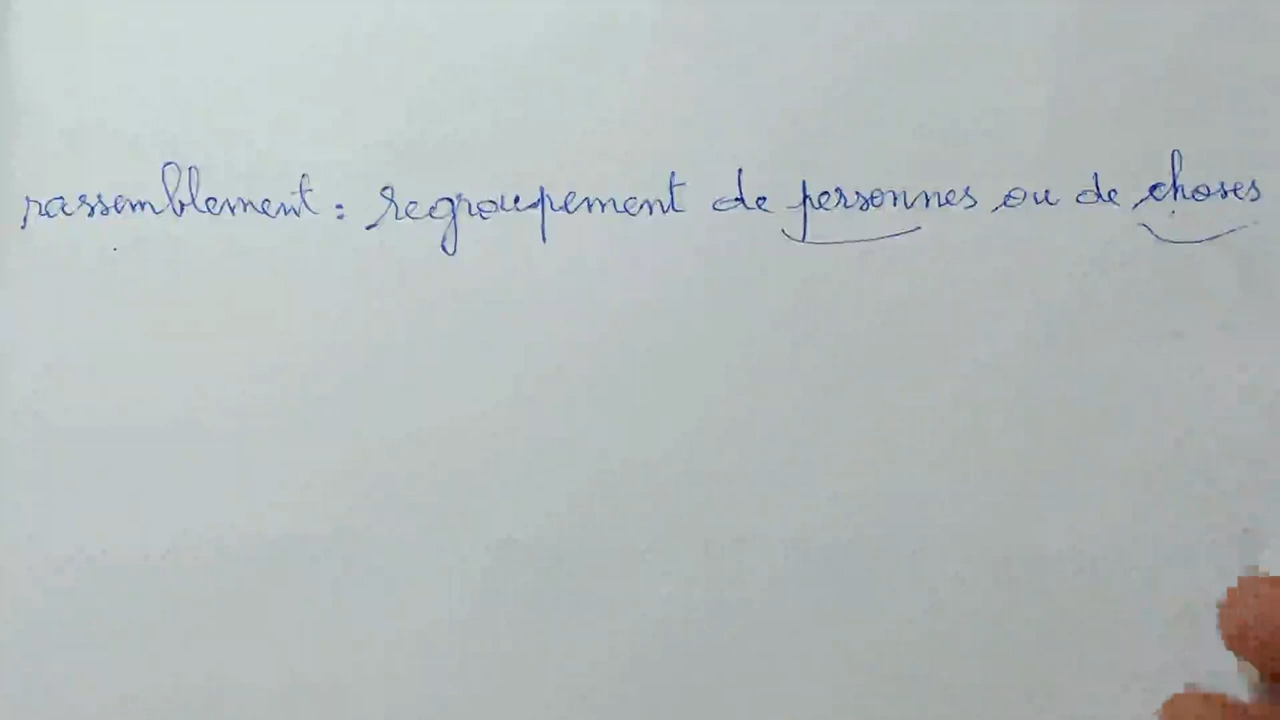 rassemblement : regroupement de personnes ou de choses